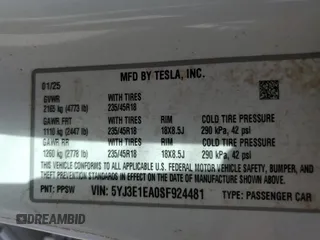 MFD BY TESLA, INC.
01/25
GVWR WITH TIRES
2165 kg (4773 lb) 235/45R18
GAWR FRT WITH TIRES RIM COLD TIRE PRESSURE
1110 kg (2447 lb) 235/45R18 18X8.5J 290 kPa, 42 psi
GAWR RR WITH TIRES RIM COLD TIRE PRESSURE
1260 kg (2778 lb) 235/45R18 18X8.5J 290 kPa, 42 psi
THIS VEHICLE CONFORMS TO ALL APPLICABLE U.S. FEDERAL MOTOR VEHICLE SAFETY, BUMPER, AND
THEFT PREVENTION STANDARDS IN EFFECT ON THE DATE OF MANUFACTURE SHOWN ABOVE.
PNT: PPSW VIN: 5YJ3E1EA0SF924481 TYPE: PASSENGER CAR
DREAMBID